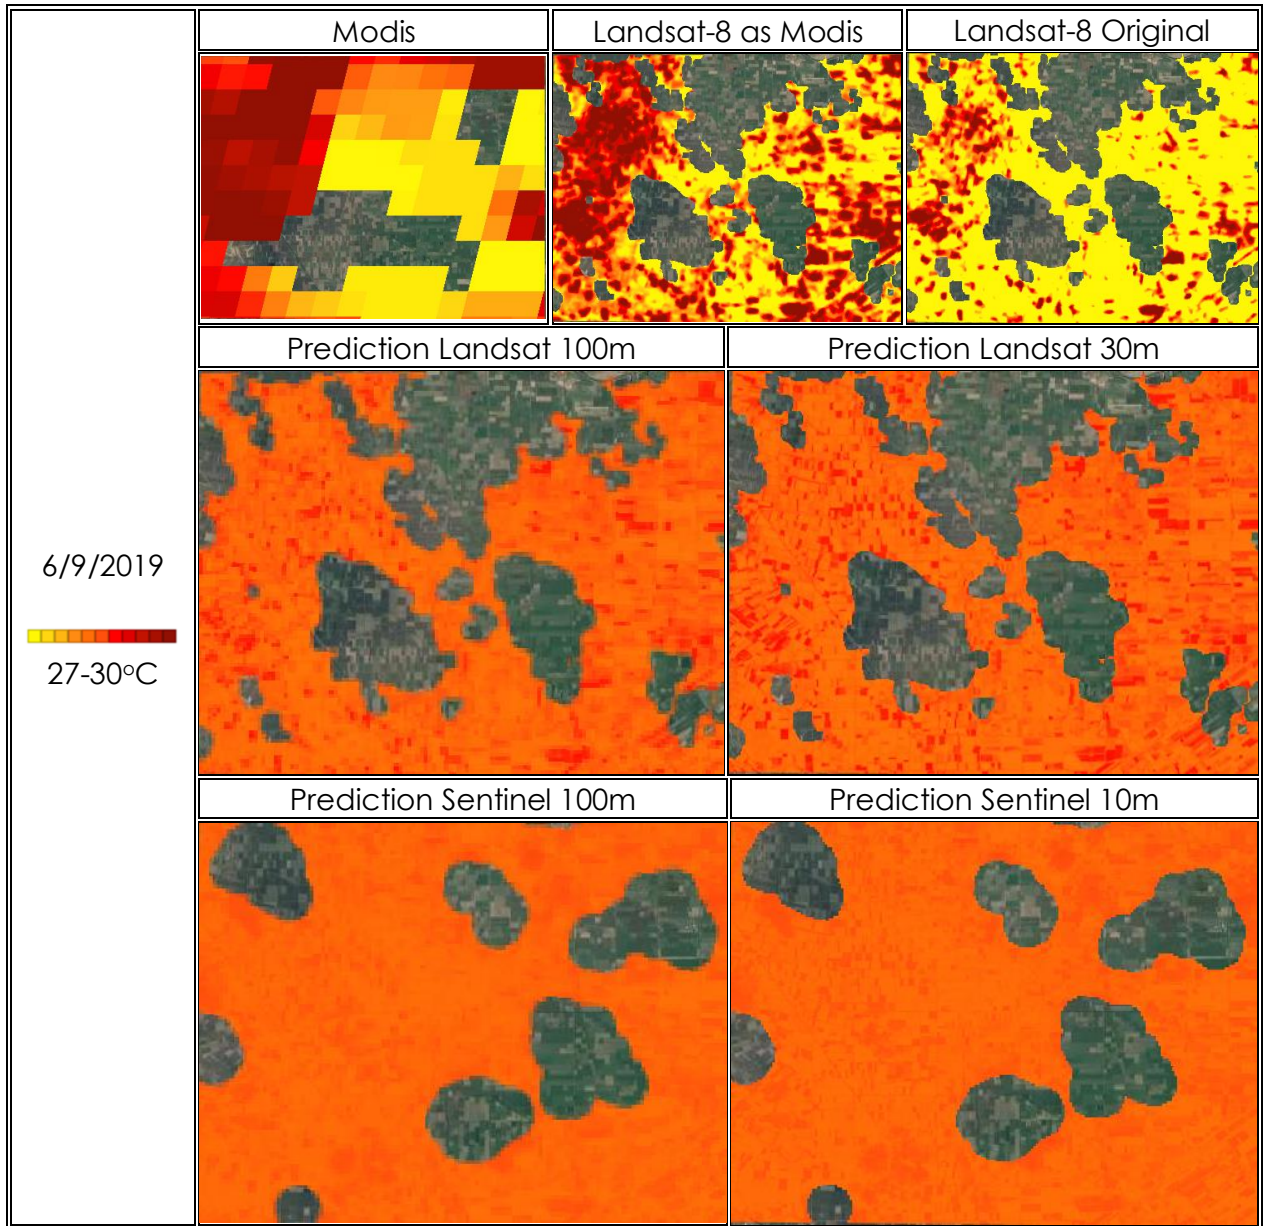 Modis
Landsat-8 as Modis
Landsat-8 Original
Prediction Landsat 100m
Prediction Landsat 30m
6/9/2019
27-30°C
Prediction Sentinel 100m
Prediction Sentinel 10m